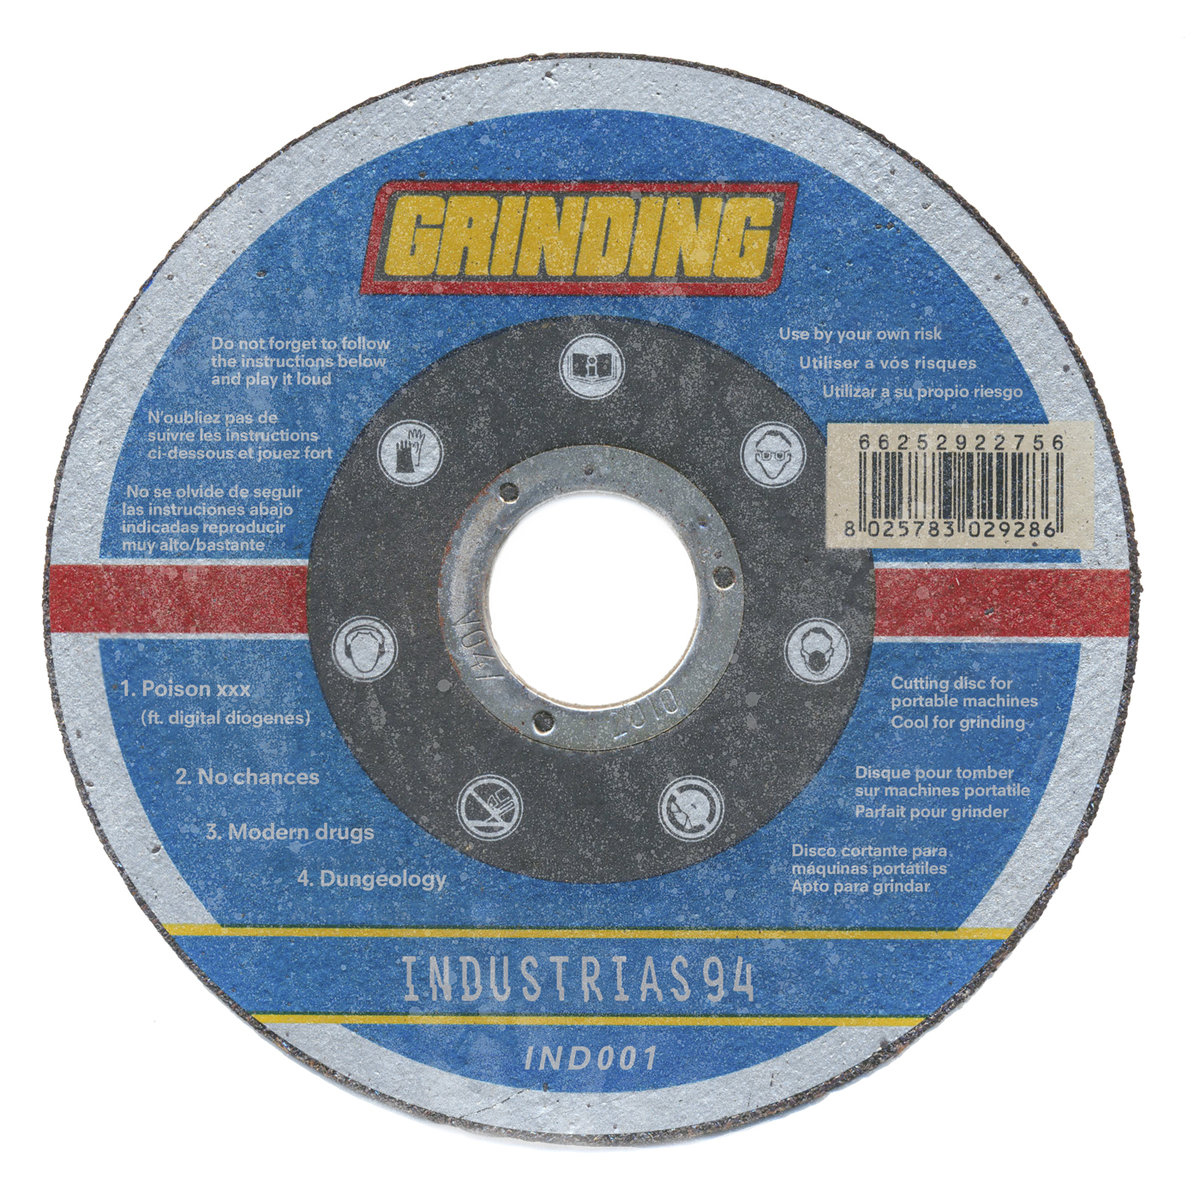 GRINDING
Do not forget to follow
the instructions below
and play it loud
N'oubliez pas de
suivre les instructions
ci-dessous et jouez fort
No se olvide de seguir
las instruciones abajo
indicadas reproducir
muy alto/bastante
Use by your own risk
Utiliser a vós risques
Utilizar a su propio riesgo
66252922756
8 025783 029286
1. Poison xxx
(ft. digital diogenes)
2. No chances
3. Modern drugs
4. Dungeology
Cutting disc for
portable machines
Cool for grinding
Disque pour tomber
sur machines portatile
Parfait pour grinder
Disco cortante para
máquinas portátiles
Apto para grindar
INDUSTRIAS94
IND001